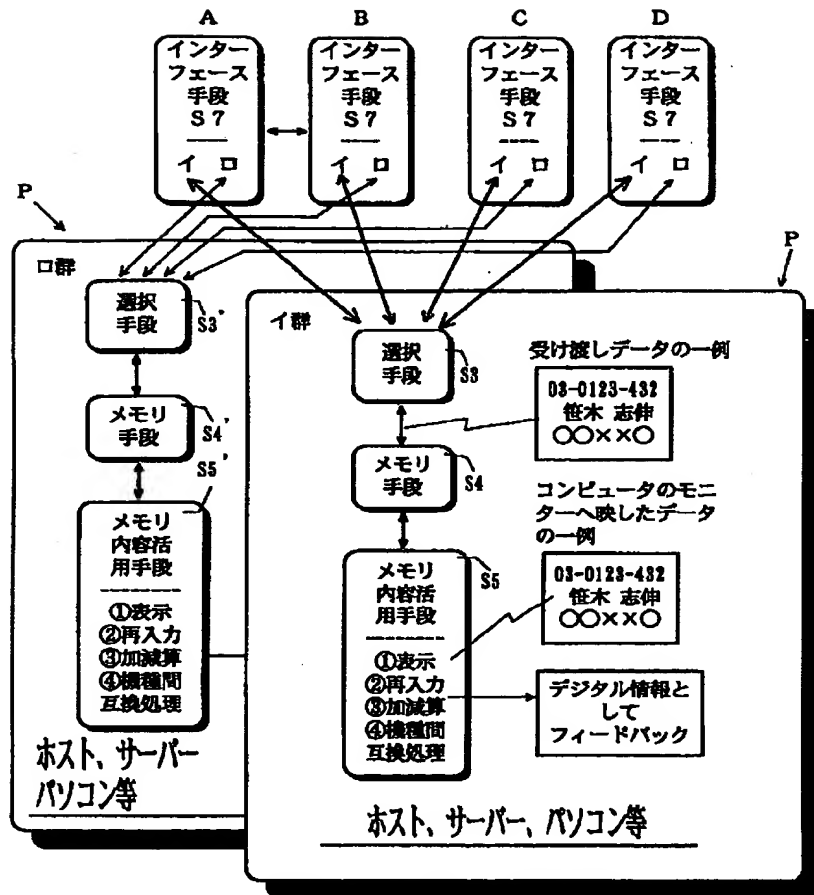 A
B
C
D
インター
フェース
手段
S7
イ ロ
インター
フェース
手段
S7
イ ロ
インター
フェース
手段
S7
イ ロ
インター
フェース
手段
S7
イ ロ
P
P
ロ群
選択
手段
S3'
メモリ
手段
S4'
S5'
メモリ
内容活
用手段
①表示
②再入力
③加減算
④機種間
互換処理
ホスト、サーバー
パソコン等
イ群
選択
手段
S3
受け渡しデータの一例
03-0123-432
笹木 志伸
○○××○
メモリ
手段
S4
コンピュータのモニ
ターへ映したデータ
の一例
03-0123-432
笹木 志伸
○○××○
メモリ
内容活
用手段
S5
①表示
②再入力
③加減算
④機種間
互換処理
デジタル情報と
して
フィードバック
ホスト、サーバー、パソコン等